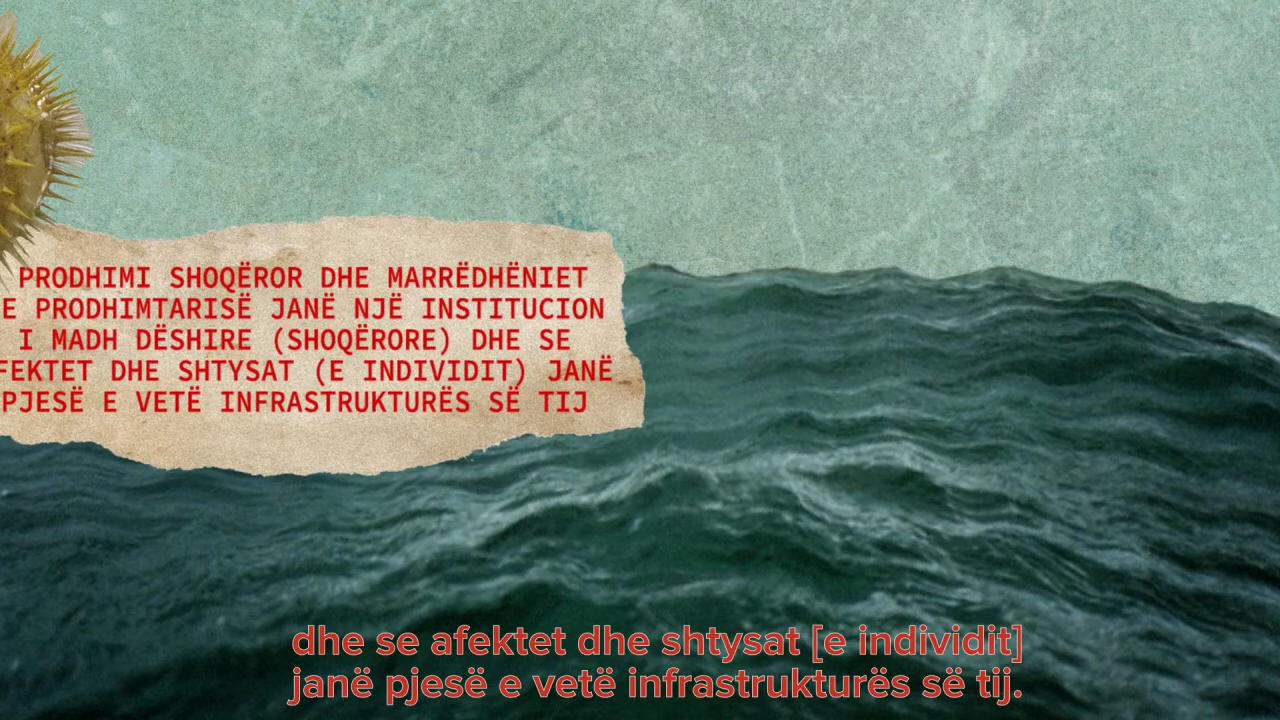 PRODHIMI SHOQËROR DHE MARRËDHËNIET
E PRODHIMTARISË JANË NJË INSTITUCION
I MADH DËSHIRE (SHOQËRORE) DHE SE
FEKTET DHE SHTYSAT (E INDIVIDIT) JANË
PJESË E VETË INFRASTRUKTURËS SË TIJ
dhe se afektet dhe shtysat [e individit]
janë pjesë e vetë infrastrukturës së tij.